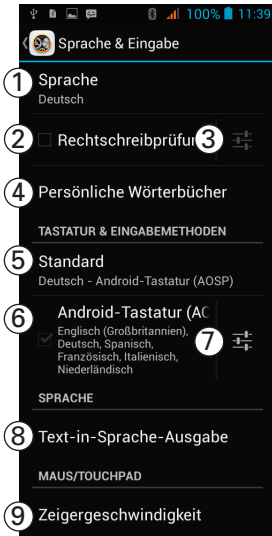 100% 11:39
Sprache & Eingabe
1 Sprache
Deutsch
2 Rechtschreibprüfu 3
4 Persönliche Wörterbücher
TASTATUR & EINGABEMETHODEN
5 Standard
Deutsch - Android-Tastatur (AOSP)
6 Android-Tastatur (AO
Englisch (Großbritannien),
Deutsch, Spanisch, 7
Französisch, Italienisch,
Niederländisch
SPRACHE
8 Text-in-Sprache-Ausgabe
MAUS/TOUCHPAD
9 Zeigergeschwindigkeit